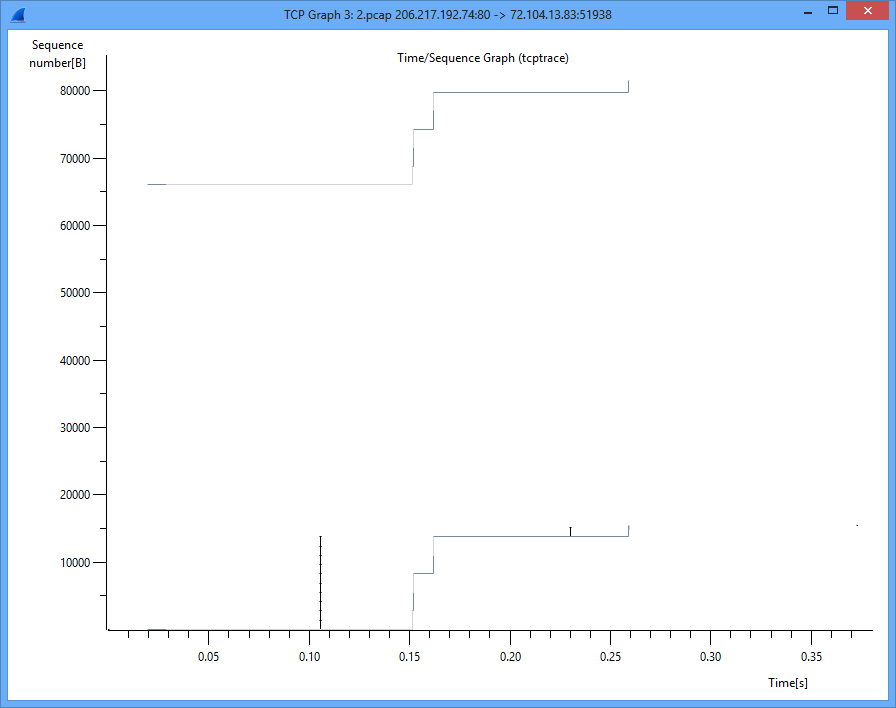 TCP Graph 3: 2.pcap 206.217.192.74:80 -> 72.104.13.83:51938
Sequence
number[B]
Time/Sequence Graph (tcptrace)
80000
70000
60000
50000
40000
30000
20000
10000
0.05 0.10 0.15 0.20 0.25 0.30 0.35
Time[s]